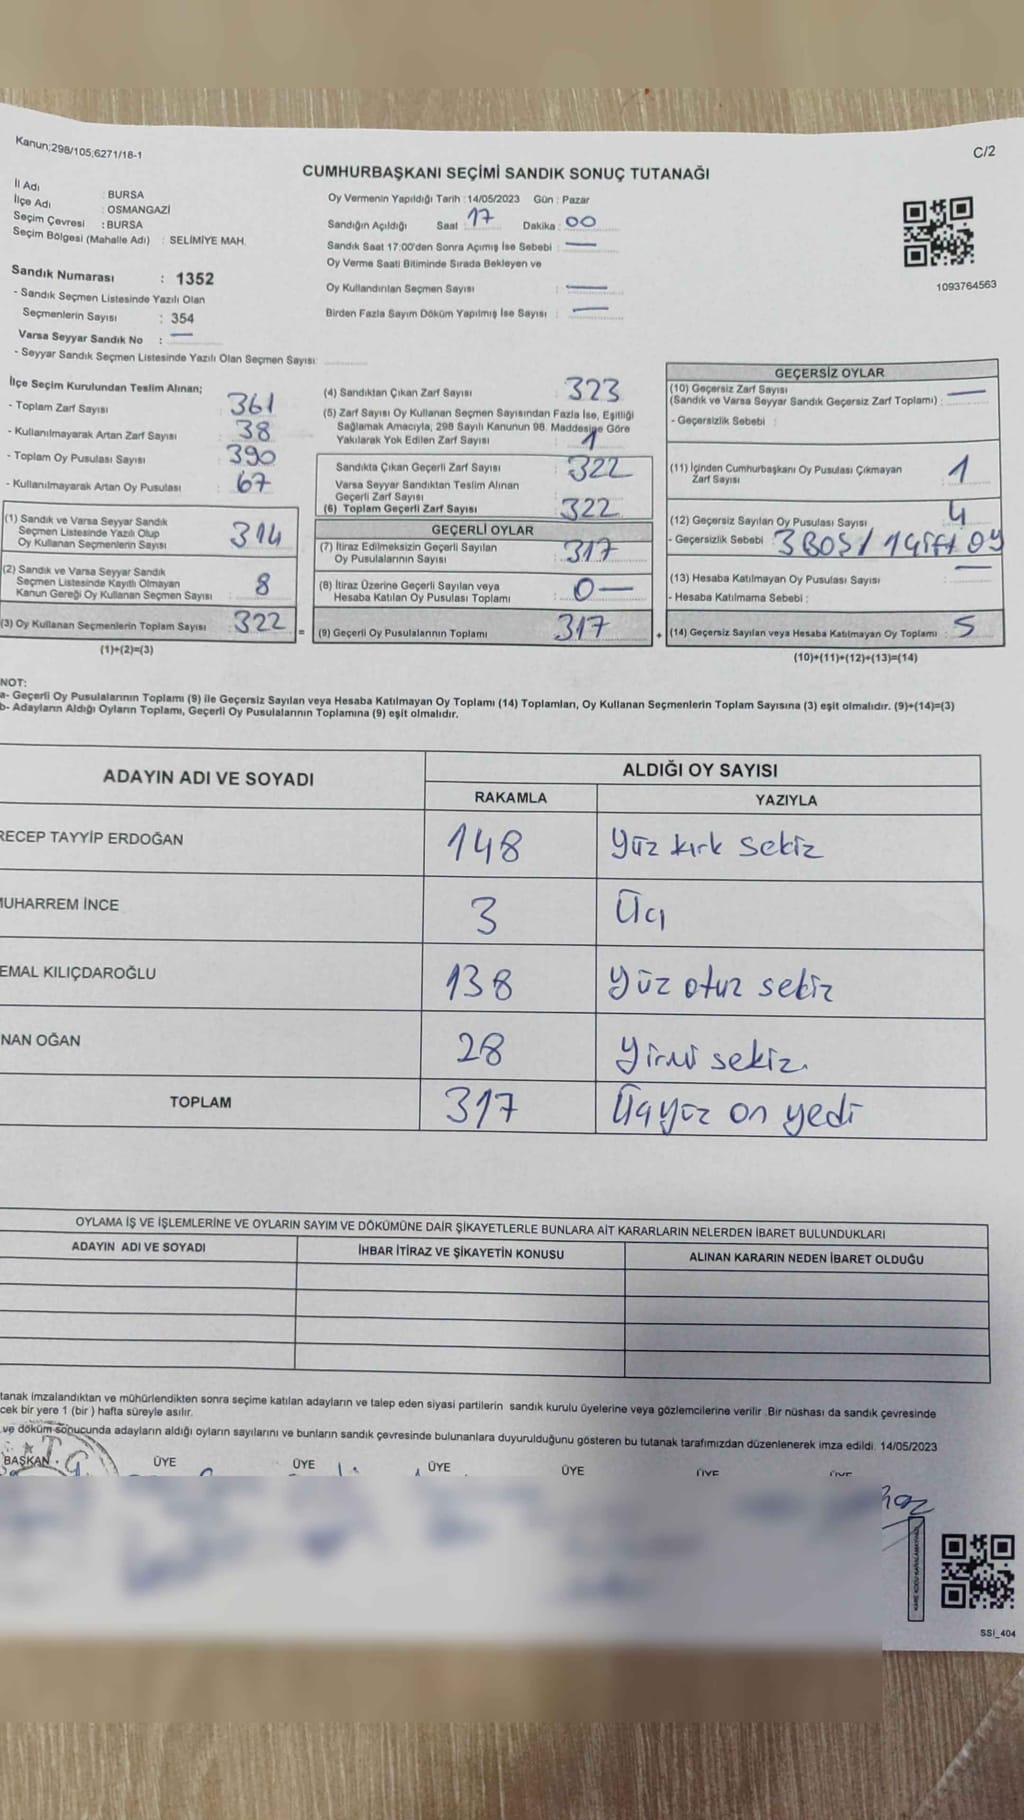 Kanun;298/105;6271/18-1
C/2
CUMHURBAŞKANI SEÇİMİ SANDIK SONUÇ TUTANAĞI
İl Adı : BURSA
İlçe Adı : OSMANGAZİ
Seçim Çevresi : BURSA
Seçim Bölgesi (Mahalle Adı) : SELİMİYE MAH.
Oy Vermenin Yapıldığı Tarih : 14/05/2023 Gün : Pazar
Sandığın Açıldığı Saat : 17 Dakika : 00
Sandık Saat 17:00'den Sonra Açımış İse Sebebi : —
Oy Verme Saati Bitiminde Sırada Bekleyen ve
Oy Kullandırılan Seçmen Sayısı : —
Birden Fazla Sayım Döküm Yapılmış İse Sayısı : —
1093764563
Sandık Numarası : 1352
- Sandık Seçmen Listesinde Yazılı Olan
Seçmenlerin Sayısı : 354
Varsa Seyyar Sandık No : —
- Seyyar Sandık Seçmen Listesinde Yazılı Olan Seçmen Sayısı:
İlçe Seçim Kurulundan Teslim Alınan;
- Toplam Zarf Sayısı : 361
- Kullanılmayarak Artan Zarf Sayısı : 38
- Toplam Oy Pusulası Sayısı : 390
- Kullanılmayarak Artan Oy Pusulası : 67
(1) Sandık ve Varsa Seyyar Sandık
Seçmen Listesinde Yazılı Olup
Oy Kullanan Seçmenlerin Sayısı : 314
(2) Sandık ve Varsa Seyyar Sandık
Seçmen Listesinde Kayıtlı Olmayan
Kanun Gereği Oy Kullanan Seçmen Sayısı : 8
(3) Oy Kullanan Seçmenlerin Toplam Sayısı : 322 =
(1)+(2)=(3)
(4) Sandıktan Çıkan Zarf Sayısı : 323
(5) Zarf Sayısı Oy Kullanan Seçmen Sayısından Fazla İse, Eşitliği
Sağlamak Amacıyla, 298 Sayılı Kanunun 98. Maddesine Göre
Yakılarak Yok Edilen Zarf Sayısı : 1
Sandıkta Çıkan Geçerli Zarf Sayısı : 322
Varsa Seyyar Sandıktan Teslim Alınan
Geçerli Zarf Sayısı
(6) Toplam Geçerli Zarf Sayısı : 322
GEÇERLİ OYLAR
(7) İtiraz Edilmeksizin Geçerli Sayılan
Oy Pusulalarının Sayısı : 317
(8) İtiraz Üzerine Geçerli Sayılan veya
Hesaba Katılan Oy Pusulası Toplamı : 0—
(9) Geçerli Oy Pusulalarının Toplamı : 317 +
GEÇERSİZ OYLAR
(10) Geçersiz Zarf Sayısı
(Sandık ve Varsa Seyyar Sandık Geçersiz Zarf Toplamı) : —
- Geçersizlik Sebebi :
(11) İçinden Cumhurbaşkanı Oy Pusulası Çıkmayan
Zarf Sayısı : 1
(12) Geçersiz Sayılan Oy Pusulası Sayısı : 4
- Geçersizlik Sebebi : 3 BOŞ / 1 ÇİFT OY
(13) Hesaba Katılmayan Oy Pusulası Sayısı : —
- Hesaba Katılmama Sebebi :
(14) Geçersiz Sayılan veya Hesaba Katılmayan Oy Toplamı : 5
(10)+(11)+(12)+(13)=(14)
NOT:
a- Geçerli Oy Pusulalarının Toplamı (9) ile Geçersiz Sayılan veya Hesaba Katılmayan Oy Toplamı (14) Toplamları, Oy Kullanan Seçmenlerin Toplam Sayısına (3) eşit olmalıdır. (9)+(14)=(3)
b- Adayların Aldığı Oyların Toplamı, Geçerli Oy Pusulalarının Toplamına (9) eşit olmalıdır.
ADAYIN ADI VE SOYADI ALDIĞI OY SAYISI
RAKAMLA YAZIYLA
RECEP TAYYİP ERDOĞAN 148 Yüz kırk sekiz
MUHARREM İNCE 3 Üç
EMAL KILIÇDAROĞLU 138 Yüz otuz sekiz
NAN OĞAN 28 Yirmi sekiz
TOPLAM 317 Üçyüz on yedi
OYLAMA İŞ VE İŞLEMLERİNE VE OYLARIN SAYIM VE DÖKÜMÜNE DAİR ŞİKAYETLERLE BUNLARA AİT KARARLARIN NELERDEN İBARET BULUNDUKLARI
ADAYIN ADI VE SOYADI İHBAR İTİRAZ VE ŞİKAYETİN KONUSU ALINAN KARARIN NEDEN İBARET OLDUĞU
tanak imzalandıktan ve mühürlendikten sonra seçime katılan adayların ve talep eden siyasi partilerin sandık kurulu üyelerine veya gözlemcilerine verilir .Bir nüshası da sandık çevresinde
cek bir yere 1 (bir ) hafta süreyle asılır.
ve döküm sonucunda adayların aldığı oyların sayılarını ve bunların sandık çevresinde bulunanlara duyurulduğunu gösteren bu tutanak tarafımızdan düzenlenerek imza edildi. 14/05/2023
BAŞKAN ÜYE ÜYE ÜYE ÜYE ÜYE ÜYE
SSI_404